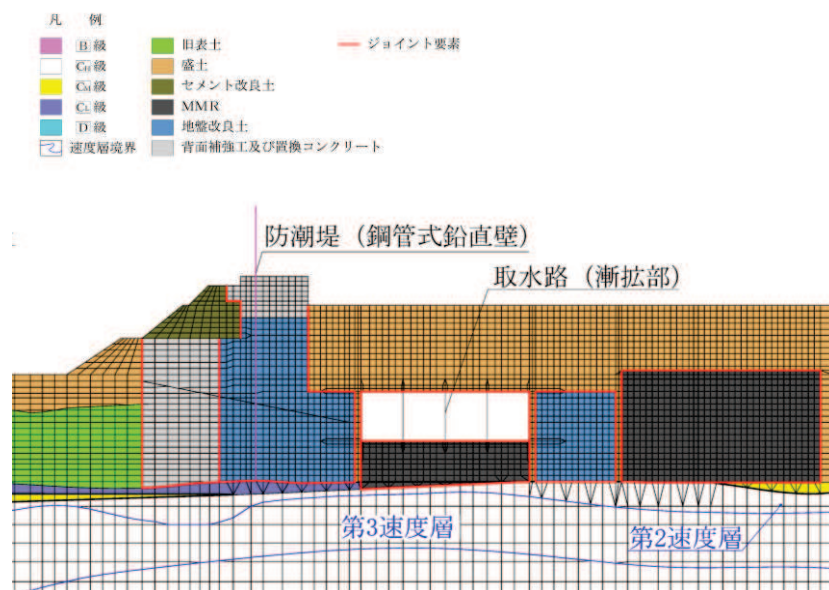 凡 例
B 級
CH 級
CM 級
CL 級
D 級
速度層境界
旧表土
盛土
セメント改良土
MMR
地盤改良土
背面補強工及び置換コンクリート
ジョイント要素
防潮堤（鋼管式鉛直壁）
取水路（漸拡部）
第3速度層
第2速度層